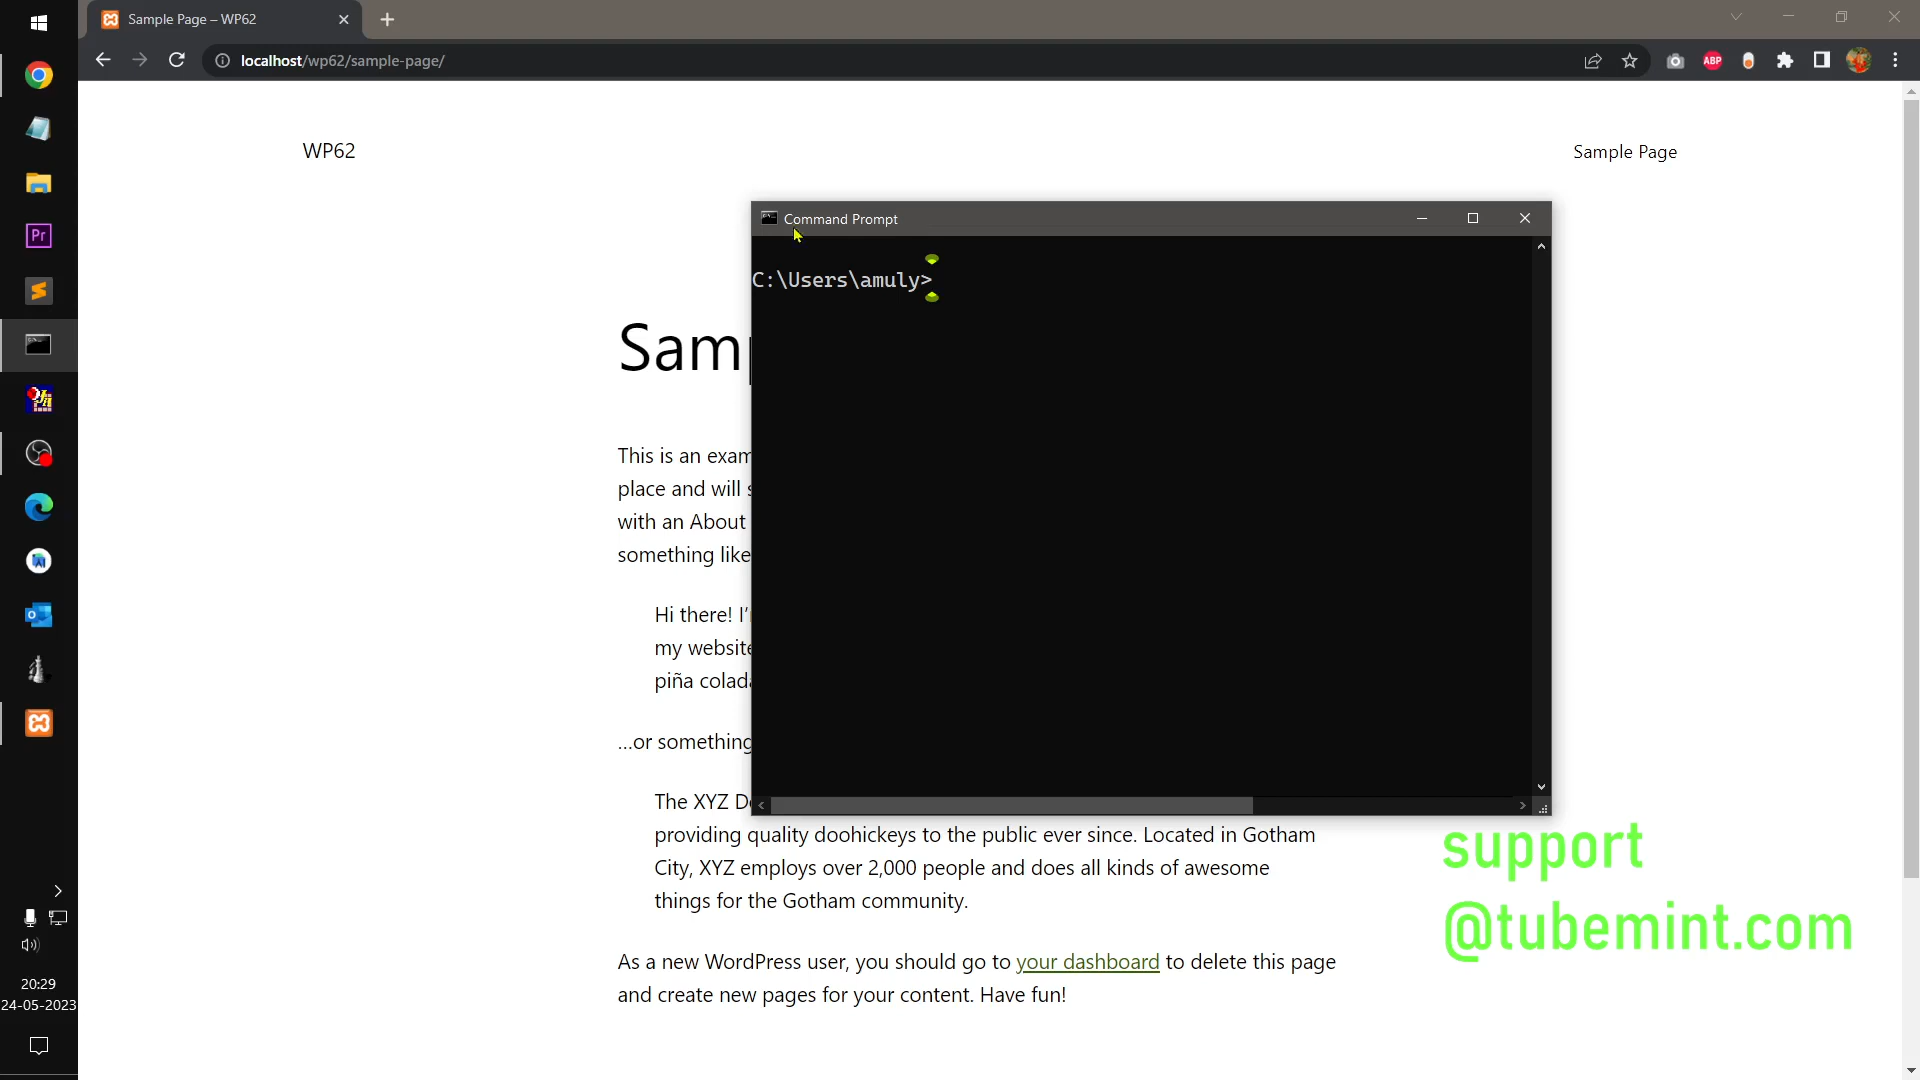 Sample Page – WP62
localhost/wp62/sample-page/
ABP
WP62
Sample Page
Command Prompt
C:\Users\amuly>
Pr
This is an exam
place and will s
with an About
something like
Hi there! I’
my website
piña colada
...or something
The XYZ Do
providing quality doohickeys to the public ever since. Located in Gotham
City, XYZ employs over 2,000 people and does all kinds of awesome
things for the Gotham community.
As a new WordPress user, you should go to your dashboard to delete this page
and create new pages for your content. Have fun!
support
@tubemint.com
20:29
24-05-2023